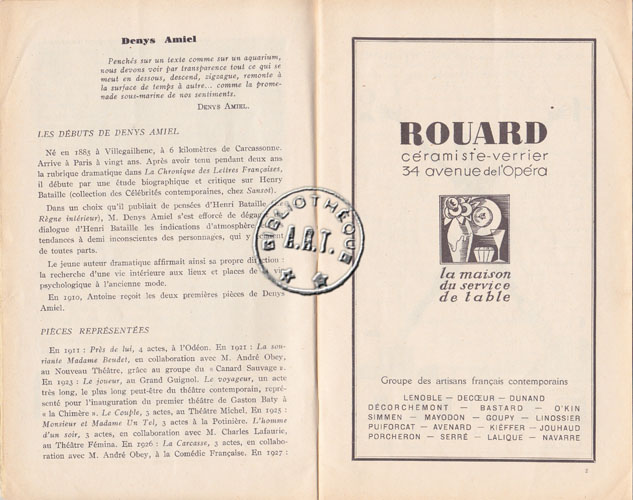 Denys Amiel
Penchés sur un texte comme sur un aquarium,
nous devons voir par transparence tout ce qui se
meut en dessous, descend, zigzague, remonte à
la surface de temps à autre... comme la prome-
nade sous-marine de nos sentiments.
DENYS AMIEL.
LES DÉBUTS DE DENYS AMIEL
Né en 1885 à Villegailhenc, à 6 kilomètres de Carcassonne.
Arrive à Paris à vingt ans. Après avoir tenu pendant deux ans
la rubrique dramatique dans La Chronique des Lettres Françaises,
il débute par une étude biographique et critique sur Henry
Bataille (collection des Célébrités contemporaines, chez Sansot).
Dans un choix qu'il publiait de pensées d'Henri Bataille
Règne intérieur), M. Denys Amiel s'est efforcé de
dialogue d'Henri Bataille les indications d'atmosphère
tendances à demi inconscientes des personnages, qui y
de toutes parts.
Le jeune auteur dramatique affirmait ainsi sa propre
la recherche d'une vie intérieure aux lieux et places de
psychologique à l'ancienne mode.
En 1910, Antoine reçoit les deux premières pièces de Denys
Amiel.
PIÈCES REPRÉSENTÉES
En 1911 : Près de lui, 4 actes, à l'Odéon. En 1921 : La sou-
riante Madame Beudet, en collaboration avec M. André Obey,
au Nouveau Théâtre, grâce au groupe du « Canard Sauvage ».
En 1923 : Le joueur, au Grand Guignol. Le voyageur, un acte
très long, le plus long peut-être du théâtre contemporain, repré-
senté pour l'inauguration du premier théâtre de Gaston Baty à
« la Chimère ». Le Couple, 3 actes, au Théâtre Michel. En 1925 :
Monsieur et Madame Un Tel, 3 actes à la Potinière. L'homme
d'un soir, 3 actes, en collaboration avec M. Charles Lafaurie,
au Théâtre Fémina. En 1926 : La Carcasse, 3 actes, en collabo-
ration avec M. André Obey, à la Comédie Française. En 1927 :
BIBLIOTHÈQUE
A.R.T.
ROUARD
céramiste-verrier
34 avenue de l'Opéra
la maison
du service
de table
Groupe des artisans français contemporains
LENOBLE — DECŒUR — DUNAND
DÉCORCHEMONT — BASTARD — O'KIN
SIMMEN — MAYODON — GOUPY — LINOSSIER
PUIFORCAT — AVENARD — KIÉFFER — JOUHAUD
PORCHERON — SERRÉ — LALIQUE — NAVARRE